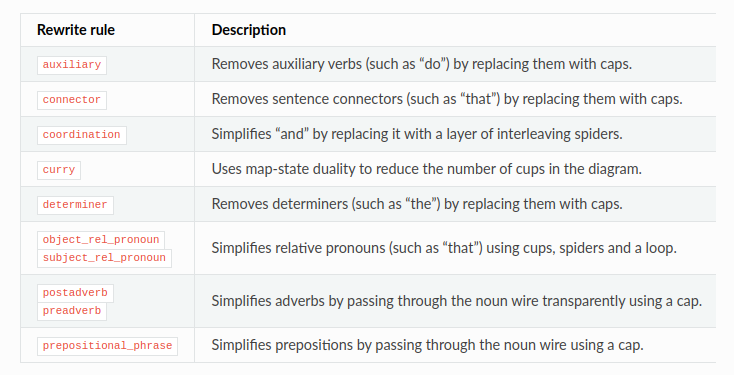 Rewrite rule Description
auxiliary Removes auxiliary verbs (such as “do”) by replacing them with caps.
connector Removes sentence connectors (such as “that”) by replacing them with caps.
coordination Simplifies “and” by replacing it with a layer of interleaving spiders.
curry Uses map-state duality to reduce the number of cups in the diagram.
determiner Removes determiners (such as “the”) by replacing them with caps.
object_rel_pronoun
subject_rel_pronoun
Simplifies relative pronouns (such as “that”) using cups, spiders and a loop.
postadverb
preadverb
Simplifies adverbs by passing through the noun wire transparently using a cap.
prepositional_phrase Simplifies prepositions by passing through the noun wire using a cap.